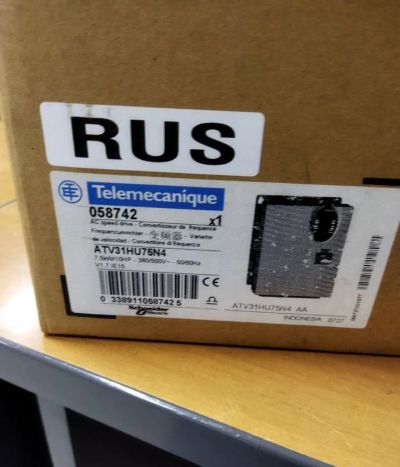 RUS
Telemecanique
058742 x1
AC speed drive - Convertisseur de frequence
Frequenzumrichter - 变频器 - Variador
de velocidad - Convertitore di frequenza
ATV31HU75N4
7.5kW/10HP - 380/500V~ - 50/60Hz
V1.7 IE15
0 338911 058742 5
Schneider
Electric
ATV31HU75N4 AA
INDONESIA 0737